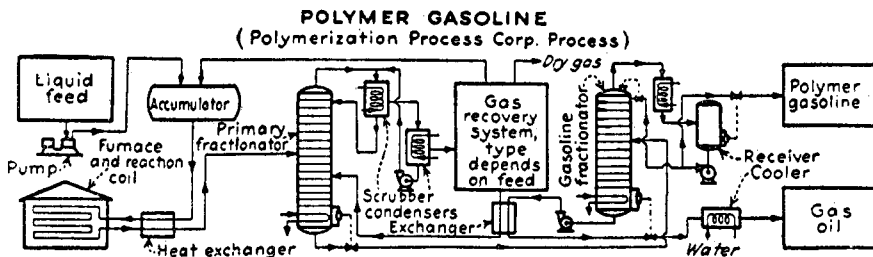 POLYMER GASOLINE
(Polymerization Process Corp. Process)
Liquid
feed
Accumulator
Pump
Furnace
and reaction
coil
Heat exchanger
Primary
fractionator
Scrubber
condensers
Exchanger
Gas
recovery
system,
type
depends
on feed
Dry gas
Gasoline
fractionator
Receiver
Cooler
Water
Polymer
gasoline
Gas
oil